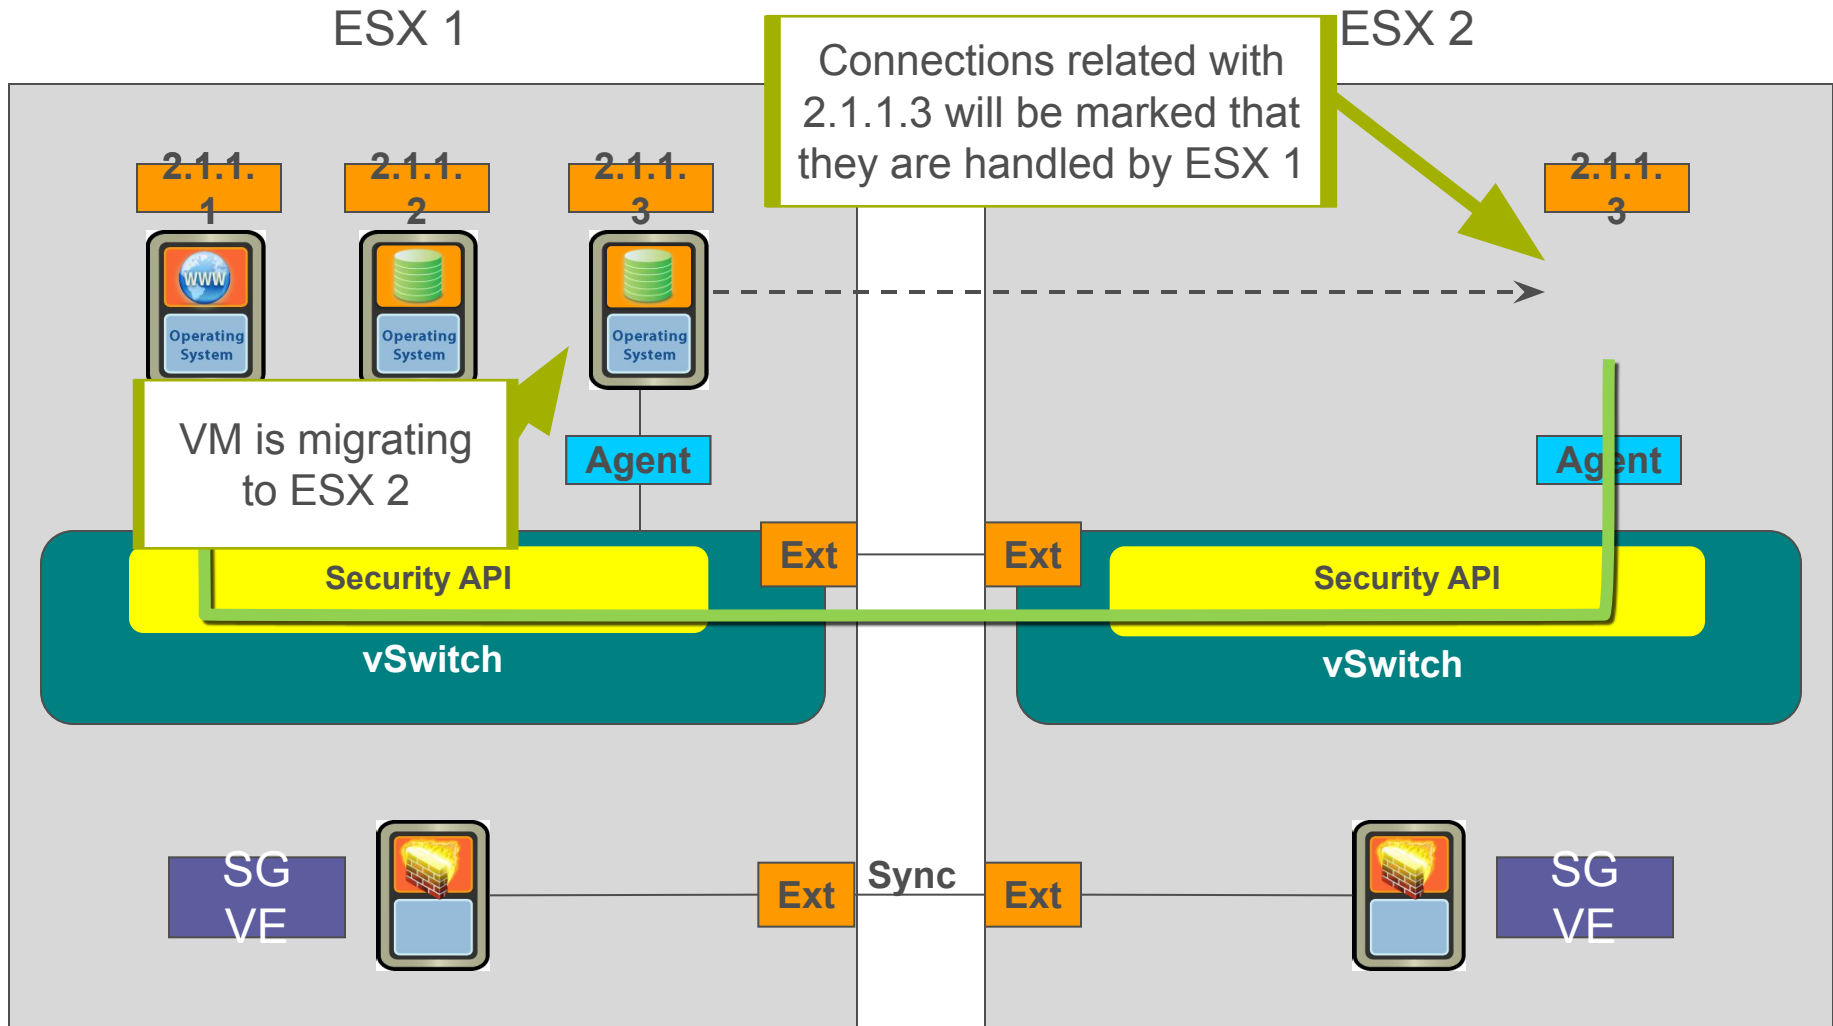 ESX 1
ESX 2
Connections related with
2.1.1.3 will be marked that
they are handled by ESX 1
2.1.1.
1
2.1.1.
2
2.1.1.
3
2.1.1.
3
WWW
Operating
System
Operating
System
Operating
System
VM is migrating
to ESX 2
Agent
Agent
Ext
Ext
Security API
Security API
vSwitch
vSwitch
SG
VE
Ext
Sync
Ext
SG
VE